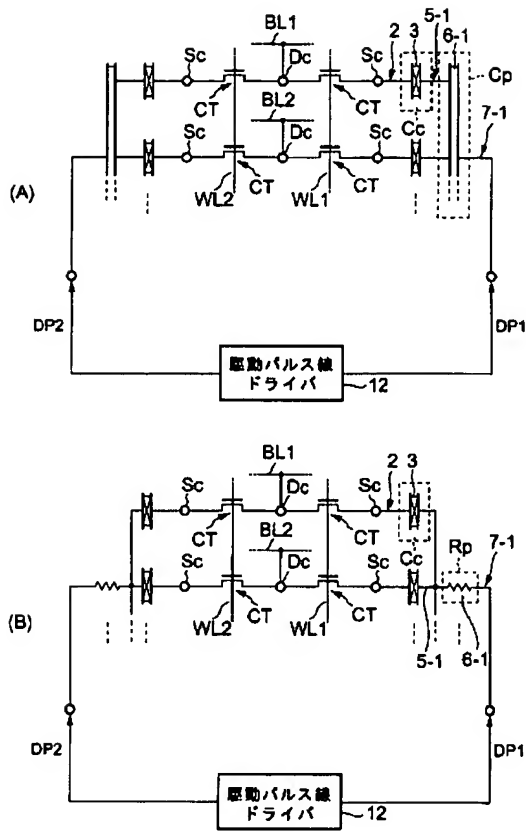 BL1
Sc Dc Sc 2 3 5-1 6-1
Cp
CT CT
BL2
Cc
Sc Dc Sc 7-1
(A)
WL2 CT WL1 CT
DP2 DP1
駆動パルス線
ドライバ
12
BL1
Sc Dc Sc 2 3
CT CT
BL2
Cc
Rp
Sc Dc Sc 7-1
(B)
WL2 CT WL1 CT 5-1 6-1
DP2 DP1
駆動パルス線
ドライバ
12